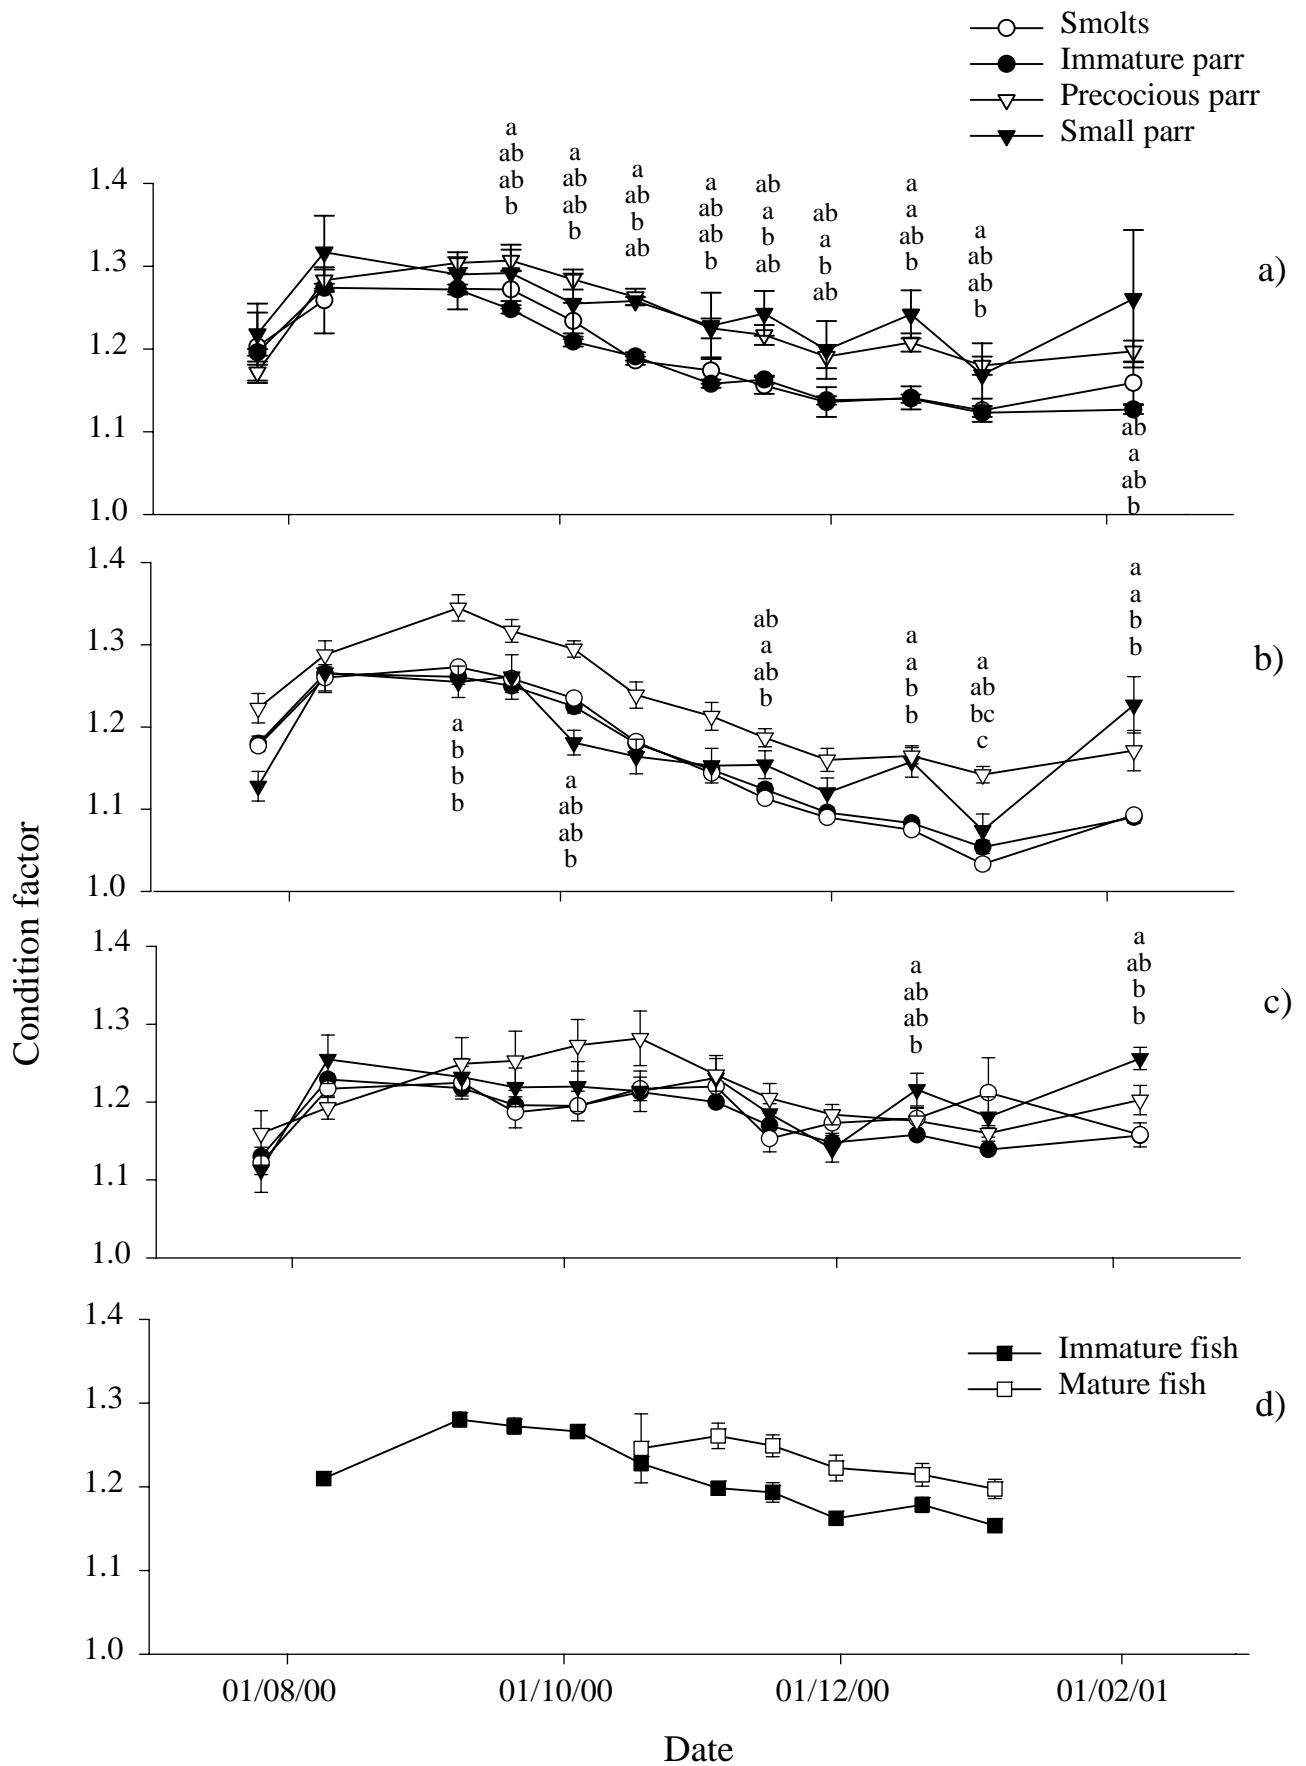 Smolts
Immature parr
Precocious parr
Small parr
a a a a ab ab a a
ab ab ab ab a a a ab
ab ab b ab b b ab ab
b b ab b ab ab b b
1.4
1.3
1.2
1.1
1.0
ab
a
ab
b
a)
1.4
1.3
1.2
1.1
1.0
a
b
b
b
a
ab
ab
b
ab
a
ab
b
a
a
b
b
a
ab
bc
c
a
a
b
b
b)
Condition factor
1.4
1.3
1.2
1.1
1.0
a
ab
ab
b
a
ab
b
b
c)
1.4
1.3
1.2
1.1
1.0
Immature fish
Mature fish
d)
01/08/00 01/10/00 01/12/00 01/02/01
Date